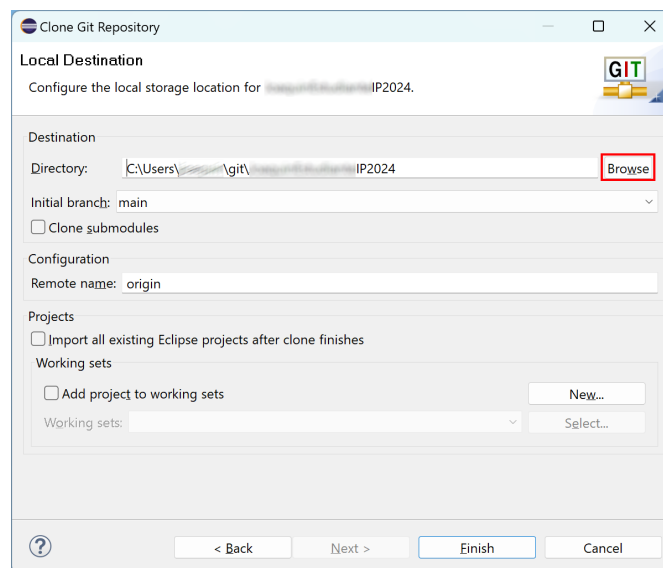 Clone Git Repository
Local Destination
Configure the local storage location for IP2024.
GIT
Destination
Directory: C:\Users\ \git\ IP2024 Browse
Initial branch: main
Clone submodules
Configuration
Remote name: origin
Projects
Import all existing Eclipse projects after clone finishes
Working sets
Add project to working sets New...
Working sets: Select...
? < Back Next > Finish Cancel